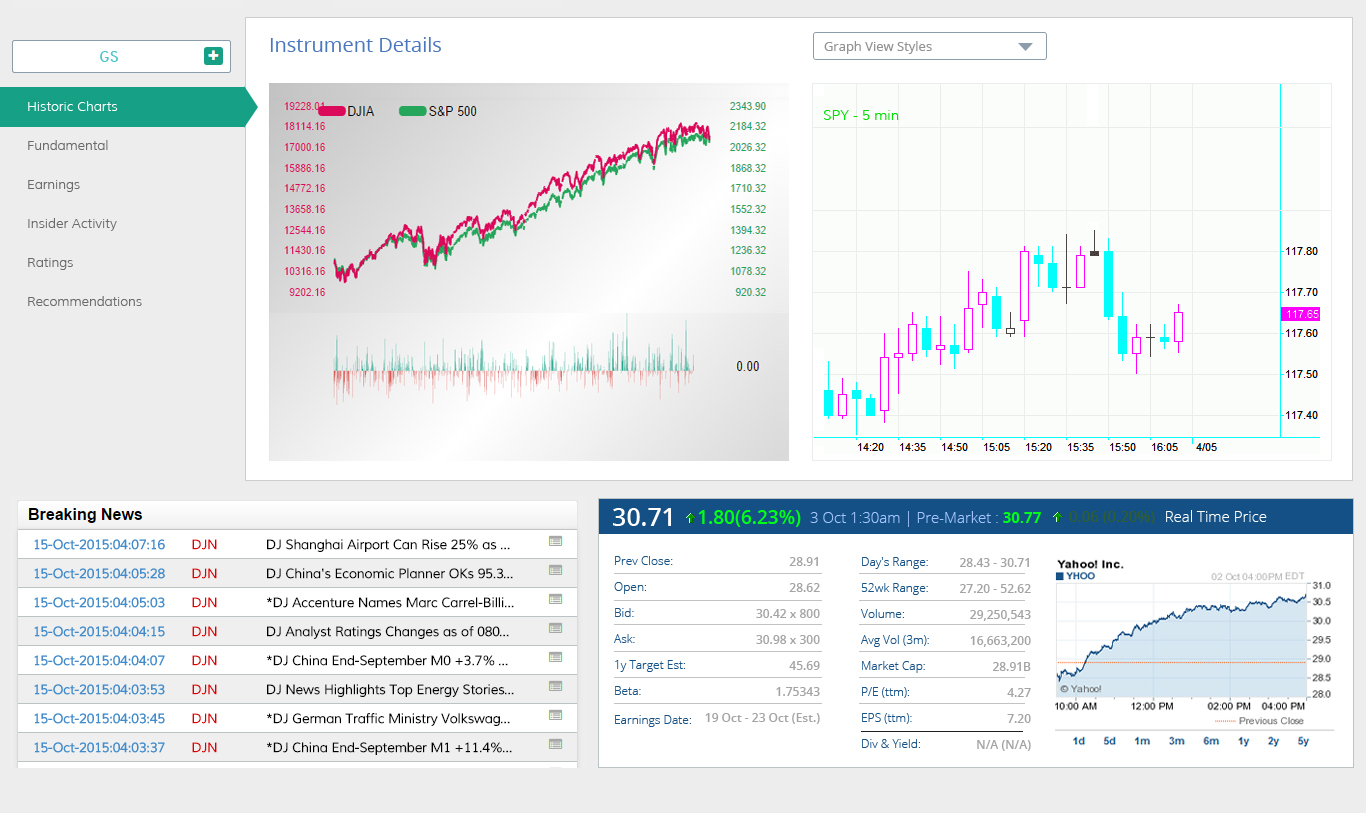 GS
Historic Charts
Fundamental
Earnings
Insider Activity
Ratings
Recommendations
Instrument Details
Graph View Styles
DJIA
S&P 500
19228.01
18114.16
17000.16
15886.16
14772.16
13658.16
12544.16
11430.16
10316.16
9202.16
2343.90
2184.32
2026.32
1868.32
1710.32
1552.32
1394.32
1236.32
1078.32
920.32
0.00
SPY - 5 min
117.80
117.70
117.65
117.60
117.50
117.40
14:20 14:35 14:50 15:05 15:20 15:35 15:50 16:05 4/05
Breaking News
15-Oct-2015:04:07:16 DJN DJ Shanghai Airport Can Rise 25% as ...
15-Oct-2015:04:05:28 DJN DJ China's Economic Planner OKs 95.3...
15-Oct-2015:04:05:03 DJN *DJ Accenture Names Marc Carrel-Billi...
15-Oct-2015:04:04:15 DJN DJ Analyst Ratings Changes as of 080...
15-Oct-2015:04:04:07 DJN *DJ China End-September M0 +3.7% ...
15-Oct-2015:04:03:53 DJN DJ News Highlights Top Energy Stories...
15-Oct-2015:04:03:45 DJN *DJ German Traffic Ministry Volkswag...
15-Oct-2015:04:03:37 DJN *DJ China End-September M1 +11.4%...
30.71 1.80(6.23%) 3 Oct 1:30am | Pre-Market : 30.77 0.06 (0.20%) Real Time Price
Prev Close: 28.91
Open: 28.62
Bid: 30.42 x 800
Ask: 30.98 x 300
1y Target Est: 45.69
Beta: 1.75343
Earnings Date: 19 Oct - 23 Oct (Est.)
Day's Range: 28.43 - 30.71
52wk Range: 27.20 - 52.62
Volume: 29,250,543
Avg Vol (3m): 16,663,200
Market Cap: 28.91B
P/E (ttm): 4.27
EPS (ttm): 7.20
Div & Yield: N/A (N/A)
Yahoo! Inc.
YHOO
02 Oct 04:00PM EDT
31.0
30.5
30.0
29.5
29.0
28.5
28.0
© Yahoo!
10:00 AM 12:00 PM 02:00 PM 04:00 PM
Previous Close
1d 5d 1m 3m 6m 1y 2y 5y